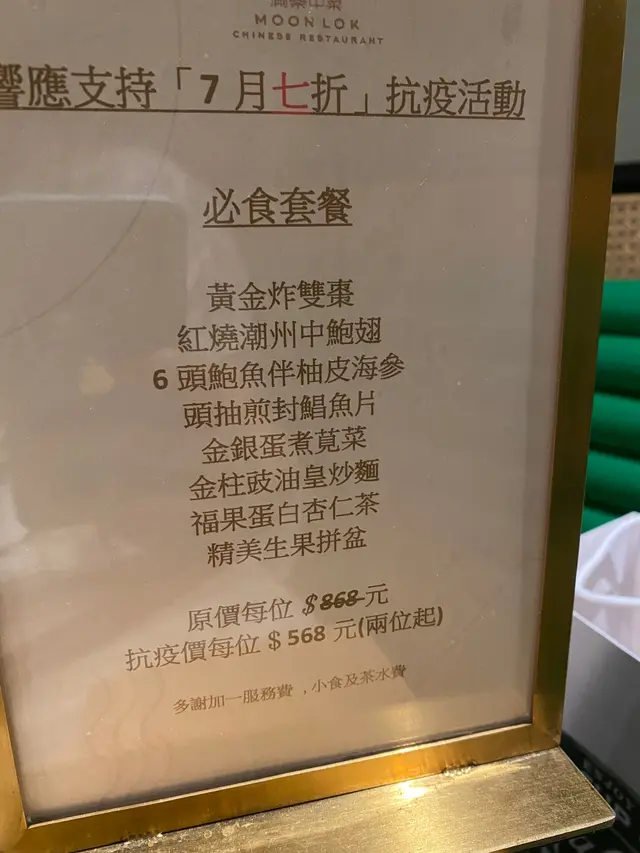 MOON LOK
CHINESE RESTAURANT
響應支持「7 月七折」抗疫活動
必食套餐
黃金炸雙棗
紅燒潮州中鮑翅
6 頭鮑魚伴柚皮海參
頭抽煎封鯧魚片
金銀蛋煮莧菜
金柱豉油皇炒麵
福果蛋白杏仁茶
精美生果拼盆
原價每位 $868 元
抗疫價每位 $ 568 元(兩位起)
多謝加一服務費 , 小食及茶水費